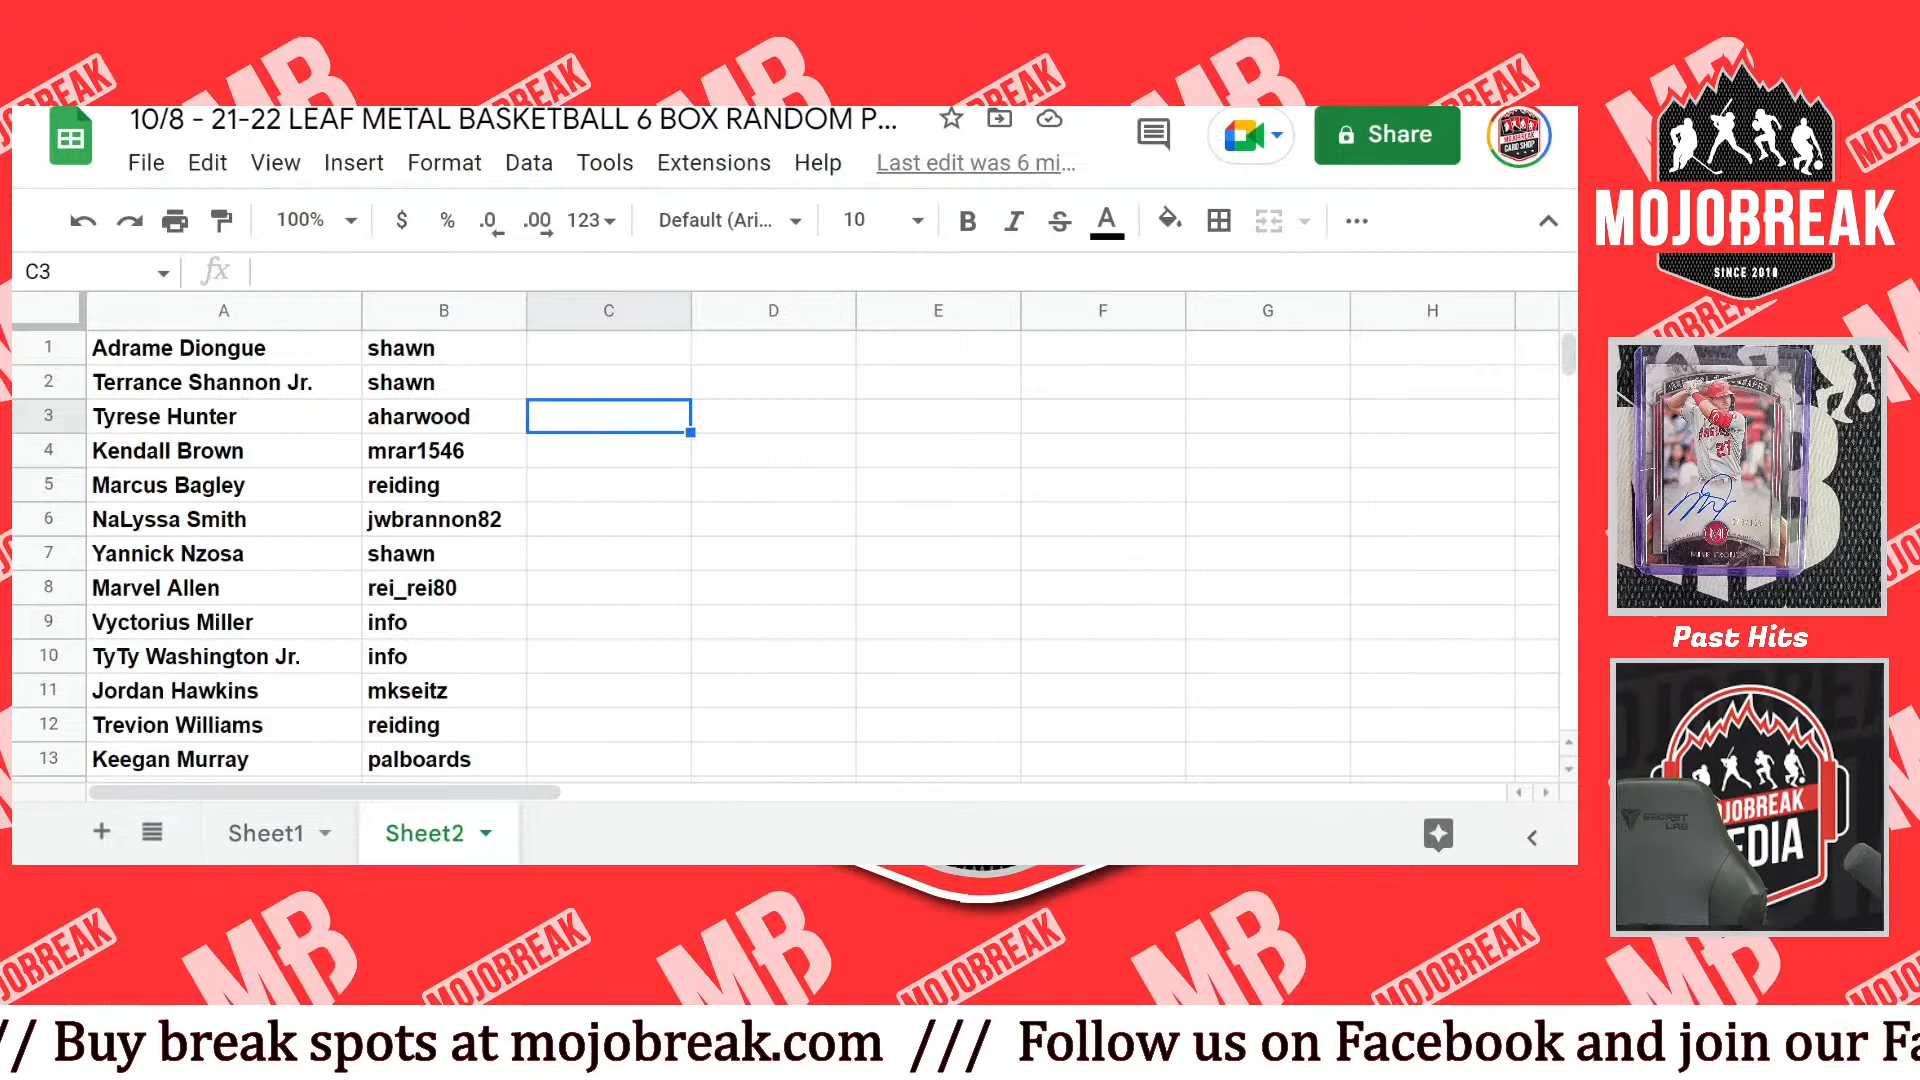 10/8 - 21-22 LEAF METAL BASKETBALL 6 BOX RANDOM P...
Share
File Edit View Insert Format Data Tools Extensions Help Last edit was 6 mi...
100% $ % .0 .00 123 Default (Ari... 10 B I S A
C3 fx
A B C D E F G H
1 Adrame Diongue shawn
2 Terrance Shannon Jr. shawn
3 Tyrese Hunter aharwood
4 Kendall Brown mrar1546
5 Marcus Bagley reiding
6 NaLyssa Smith jwbrannon82
7 Yannick Nzosa shawn
8 Marvel Allen rei_rei80
9 Vyctorius Miller info
10 TyTy Washington Jr. info
11 Jordan Hawkins mkseitz
12 Trevion Williams reiding
13 Keegan Murray palboards
Sheet1 Sheet2
MOJOBREAK
SINCE 2010
Past Hits
MOJOBREAK
// Buy break spots at mojobreak.com /// Follow us on Facebook and join our Fa